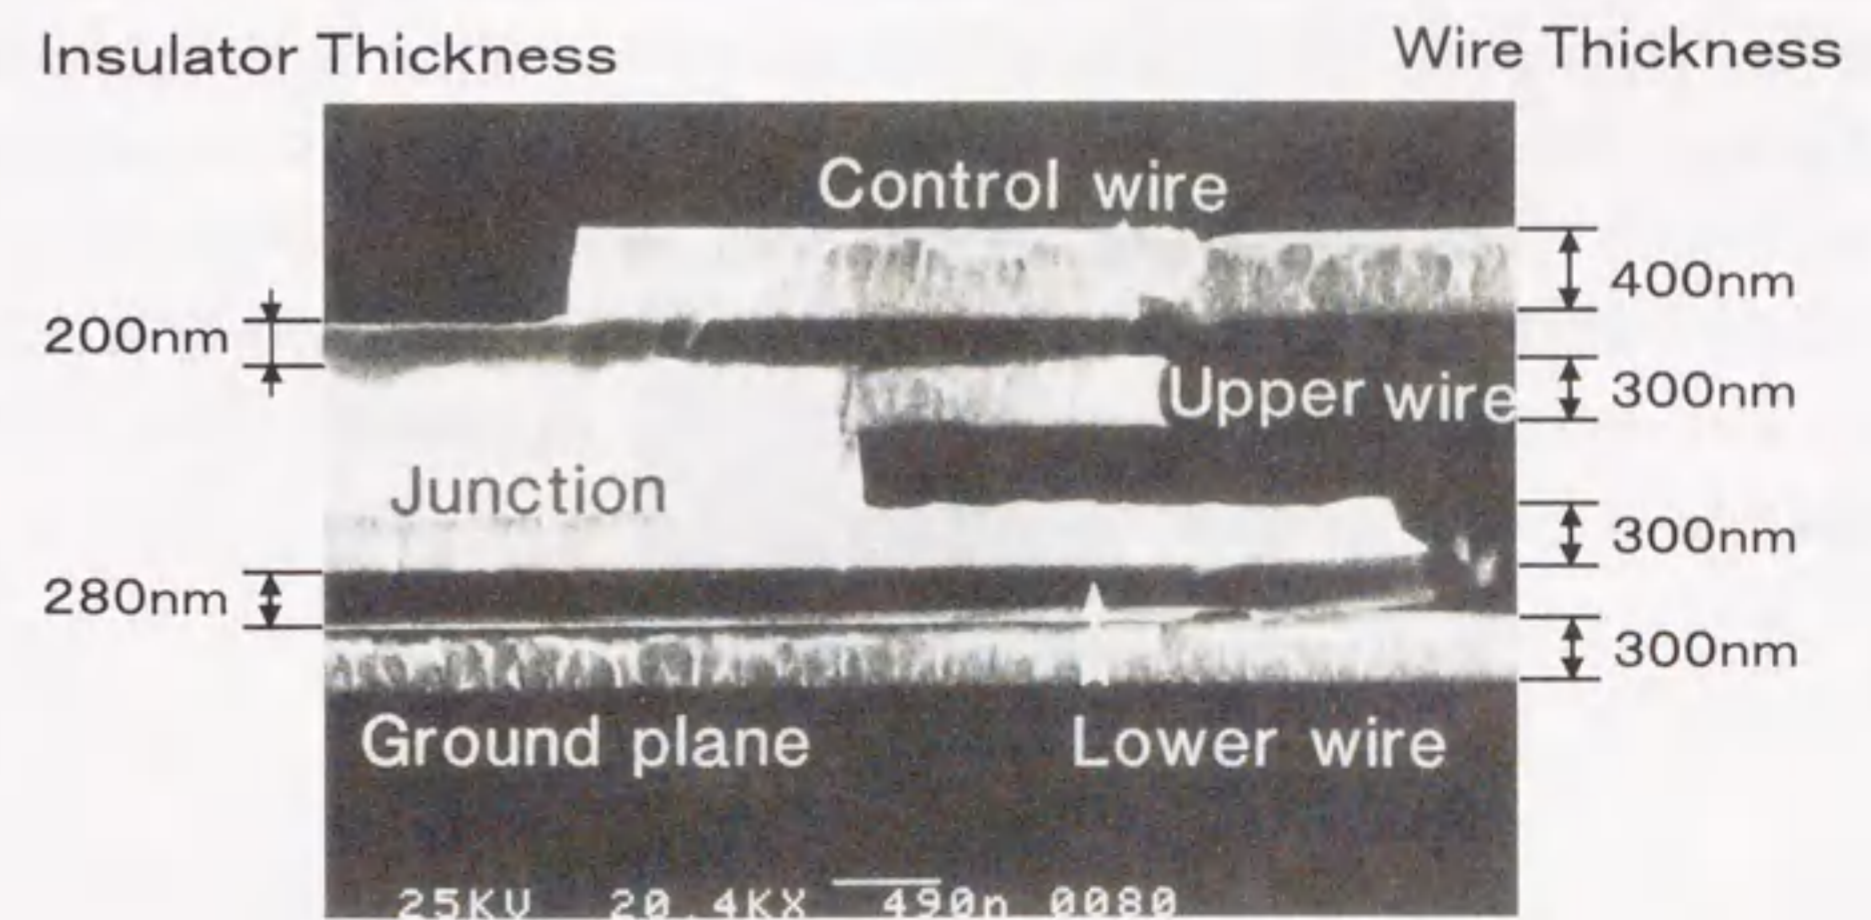 Insulator Thickness
Wire Thickness
Control wire
400nm
200nm
Upper wire
300nm
Junction
300nm
280nm
300nm
Ground plane
Lower wire
25KV 20.4KX 490n 0080